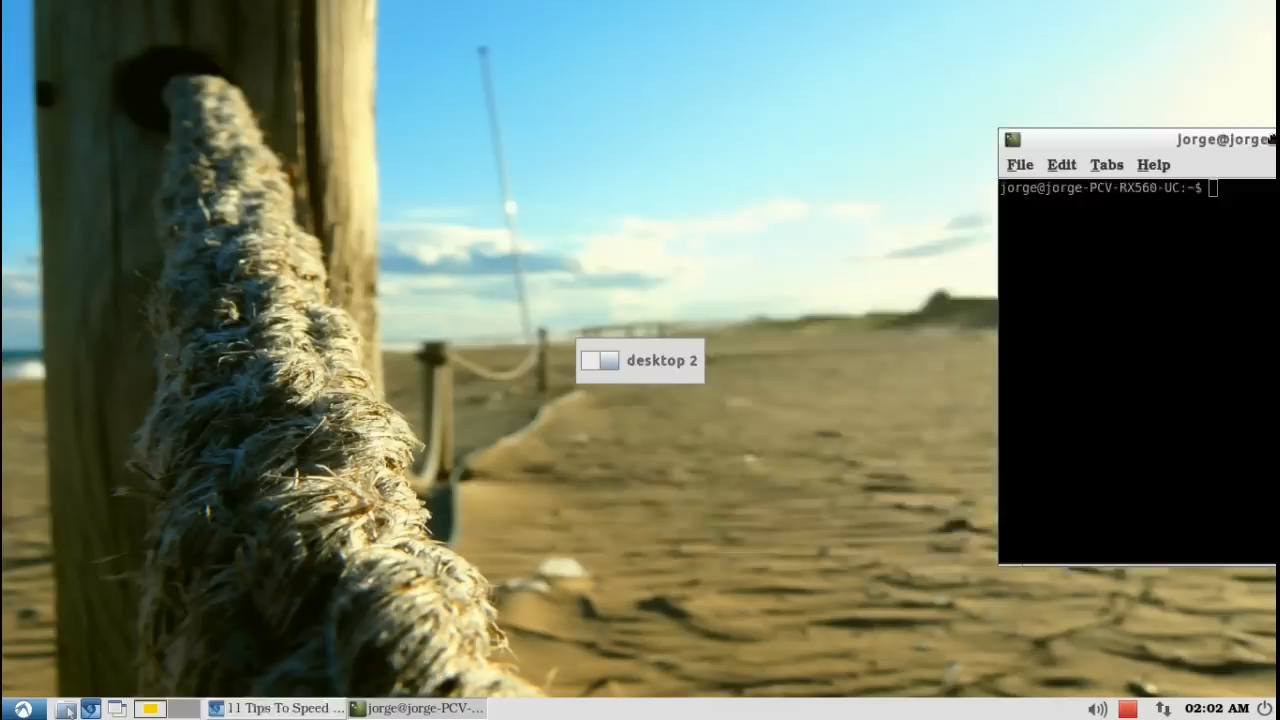 jorge@jorge
File Edit Tabs Help
jorge@jorge-PCV-RX560-UC:~$
desktop 2
11 Tips To Speed ...
jorge@jorge-PCV-...
02:02 AM